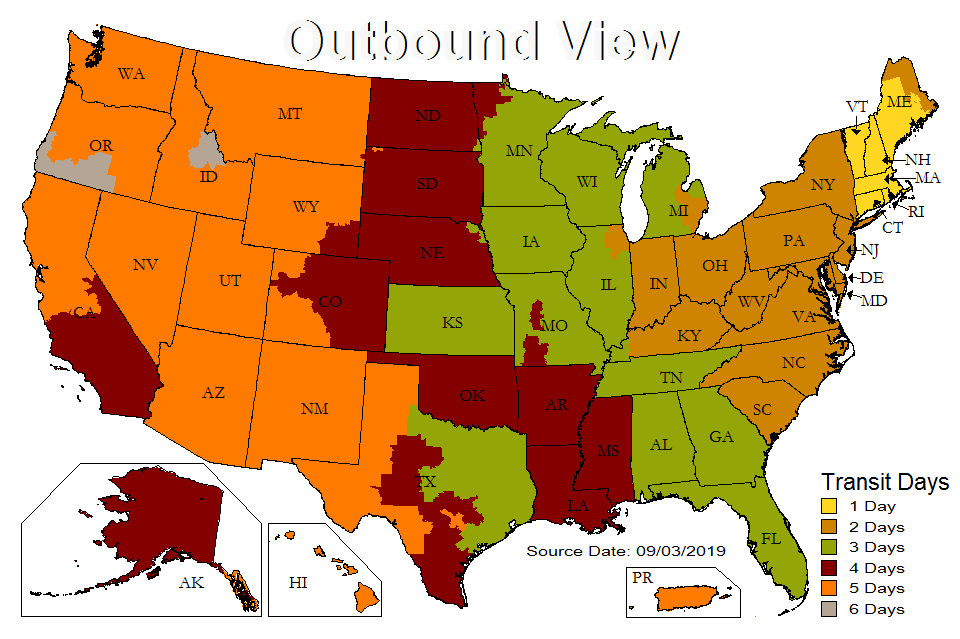 Outbound View
WA
MT
ND
MN
ME
VT
OR
ID
SD
WI
MI
NY
NH
MA
RI
CT
WY
NE
IA
PA
NJ
NV
UT
CO
IL
IN
OH
WV
DE
MD
VA
CA
KS
MO
KY
NC
AZ
NM
OK
AR
TN
SC
TX
MS
AL
GA
LA
FL
AK
HI
PR
Source Date: 09/03/2019
Transit Days
1 Day
2 Days
3 Days
4 Days
5 Days
6 Days